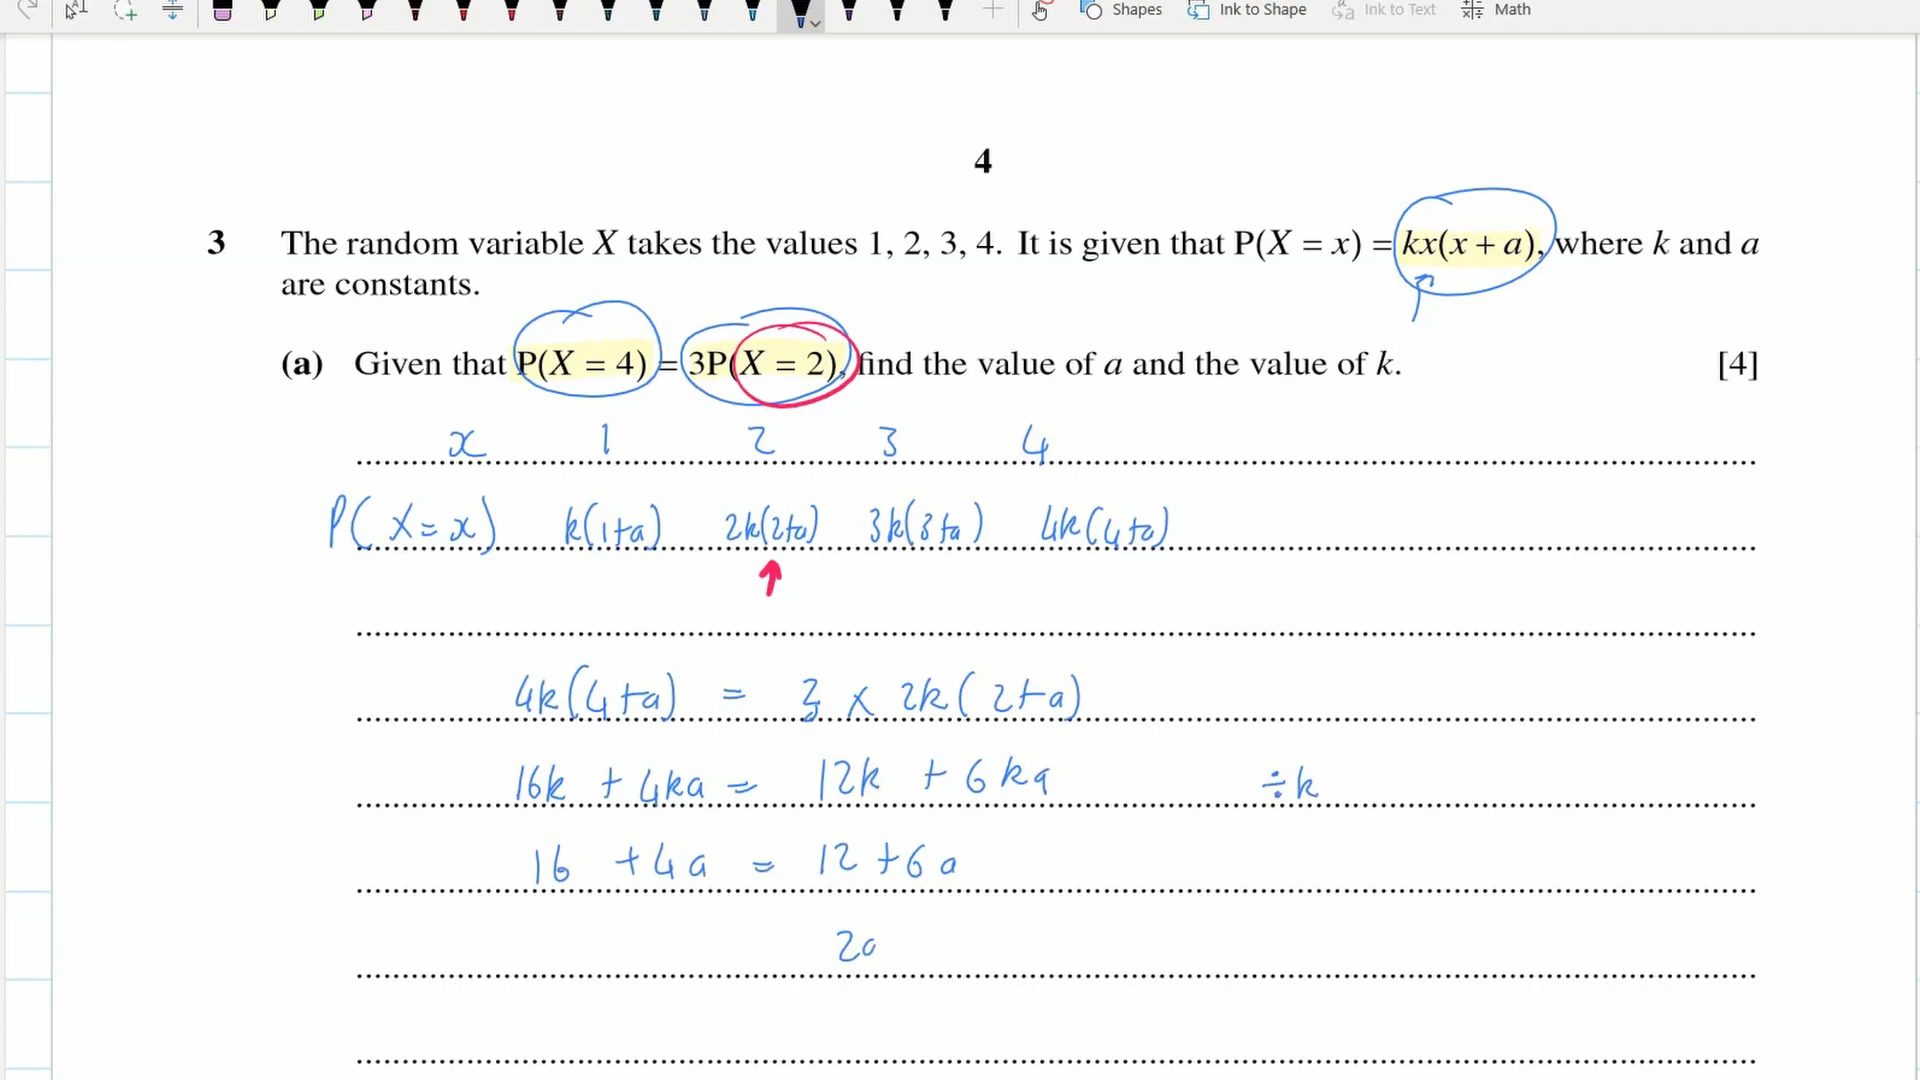 Shapes Ink to Shape Ink to Text Math
4
3 The random variable X takes the values 1, 2, 3, 4. It is given that P(X = x) = kx(x + a), where k and a
are constants.
(a) Given that P(X = 4) = 3P(X = 2), find the value of a and the value of k. [4]
x 1 2 3 4
P(X=x) k(1+a) 2k(2+a) 3k(3+a) 4k(4+a)
4k(4+a) = 3 × 2k(2+a)
16k + 4ka = 12k + 6ka ÷k
16 + 4a = 12 + 6a
2a